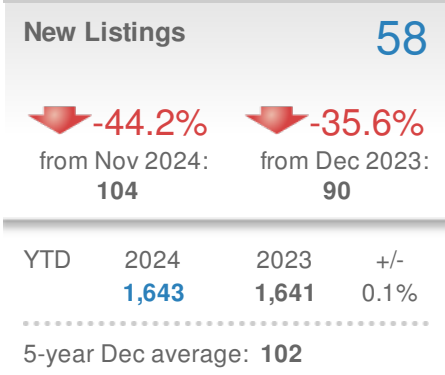 New Listings 58
-44.2% -35.6%
from Nov 2024: from Dec 2023:
104 90
YTD 2024 2023 +/-
1,643 1,641 0.1%
5-year Dec average: 102